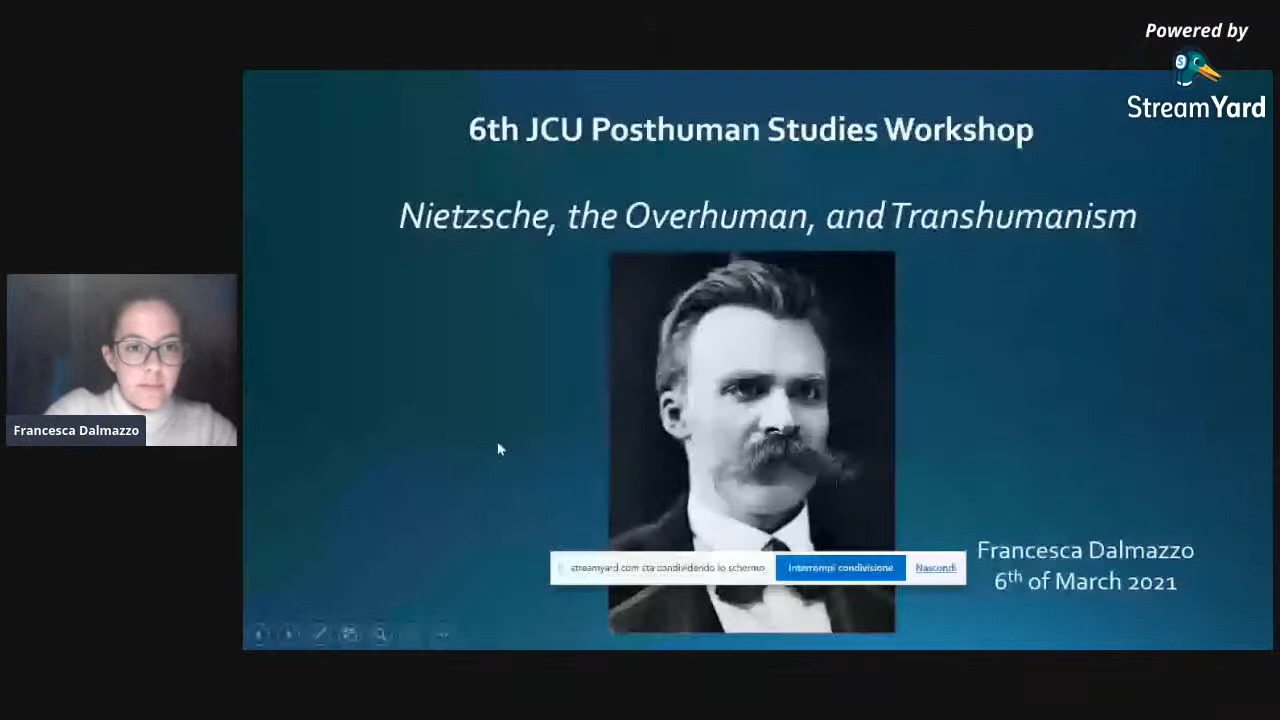 Powered by
StreamYard
6th JCU Posthuman Studies Workshop
Nietzsche, the Overhuman, and Transhumanism
Francesca Dalmazzo
Francesca Dalmazzo
6th of March 2021
streamyard.com sta condividendo lo schermo Interrompi condivisione Nascondi